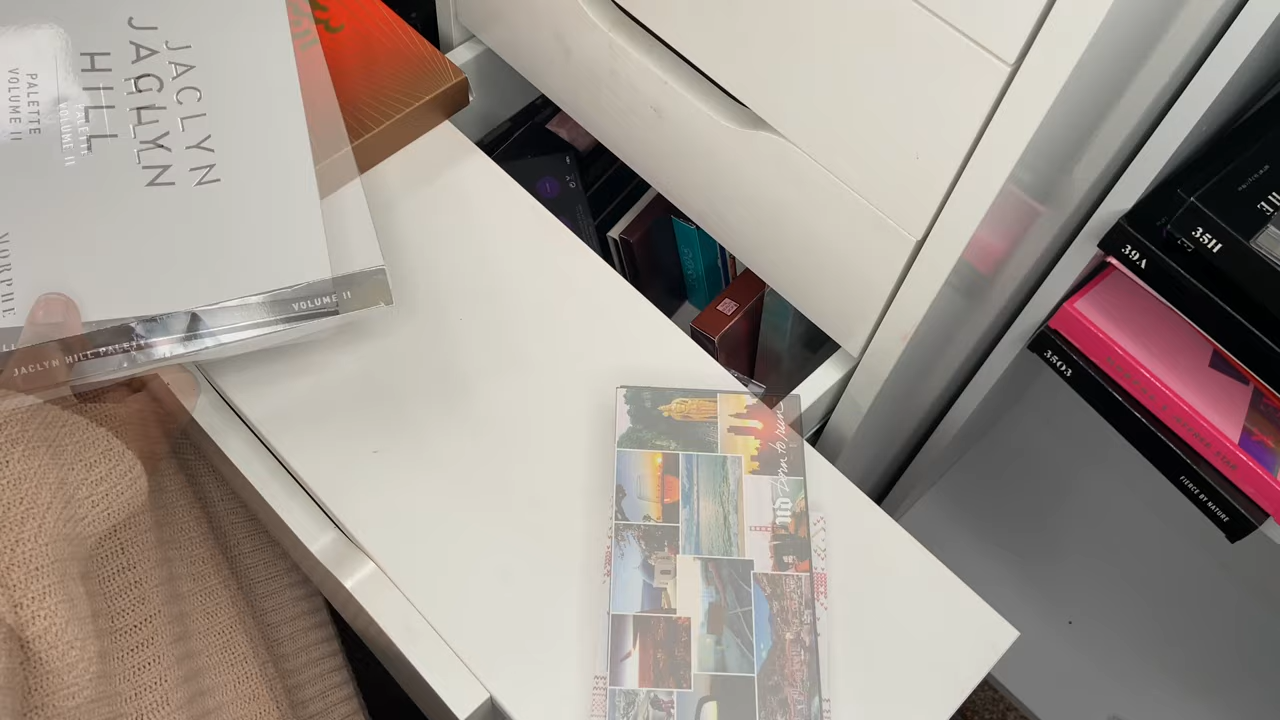 JACLYN
JACLYN
HILL
PALETTE
VOLUME II
PALETTE
VOLUME II
MORPHE
JACLYN HILL PALETTE
VOLUME II
born to run
UD
35H
39A
35O3
FIERCE BY NATURE